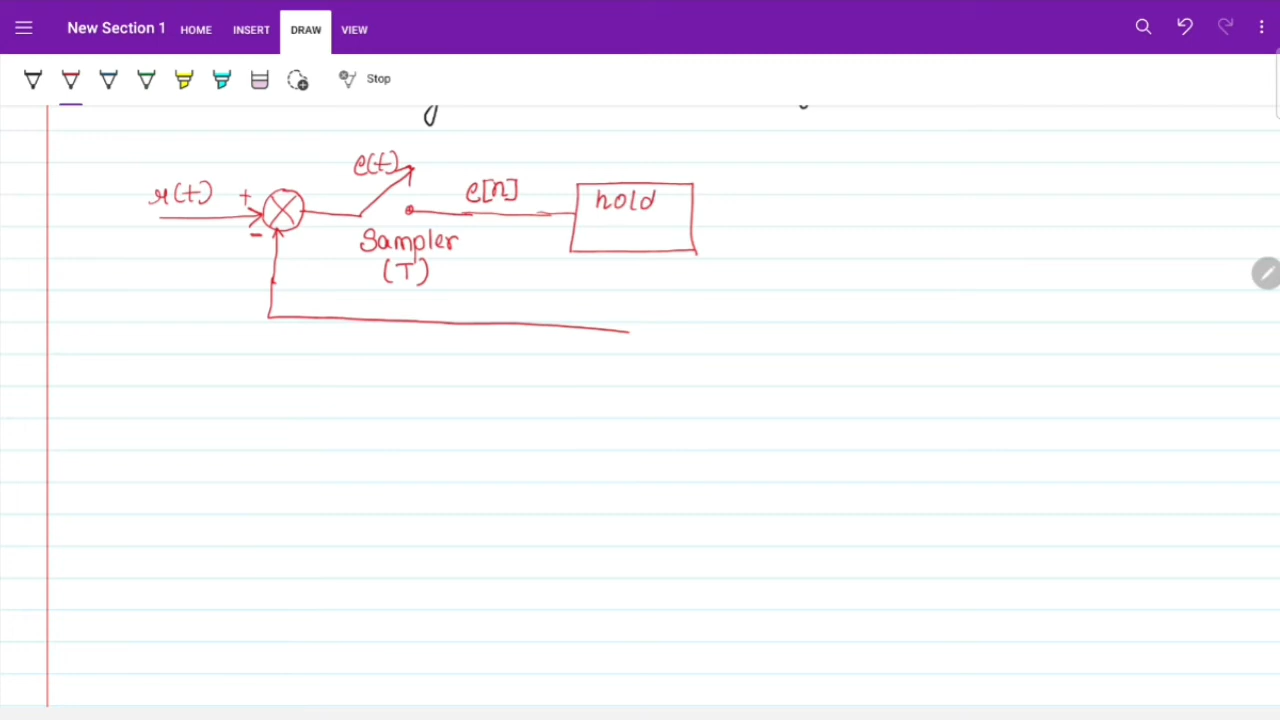 New Section 1 HOME INSERT DRAW VIEW
Stop
r(t) + e(t) e[n] hold
-
Sampler
(T)